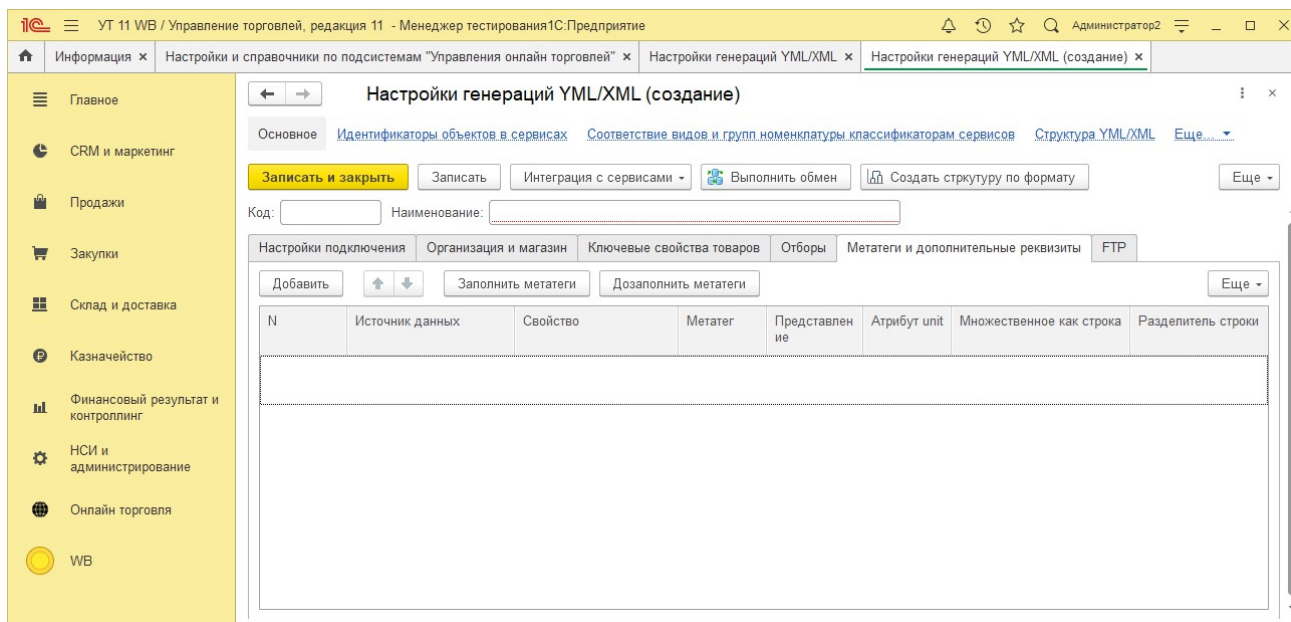 1С УТ 11 WB / Управление торговлей, редакция 11 - Менеджер тестирования1С:Предприятие Администратор2
Информация × Настройки и справочники по подсистемам "Управления онлайн торговлей" × Настройки генераций YML/XML × Настройки генераций YML/XML (создание) ×
Главное
CRM и маркетинг
Продажи
Закупки
Склад и доставка
Казначейство
Финансовый результат и
контроллинг
НСИ и
администрирование
Онлайн торговля
WB
Настройки генераций YML/XML (создание)
Основное Идентификаторы объектов в сервисах Соответствие видов и групп номенклатуры классификаторам сервисов Структура YML/XML Еще...
Записать и закрыть Записать Интеграция с сервисами Выполнить обмен Создать стркутуру по формату Еще
Код: Наименование:
Настройки подключения Организация и магазин Ключевые свойства товаров Отборы Метатеги и дополнительные реквизиты FTP
Добавить Заполнить метатеги Дозаполнить метатеги Еще
N Источник данных Свойство Метатег Представлен Атрибут unit Множественное как строка Разделитель строки
ие